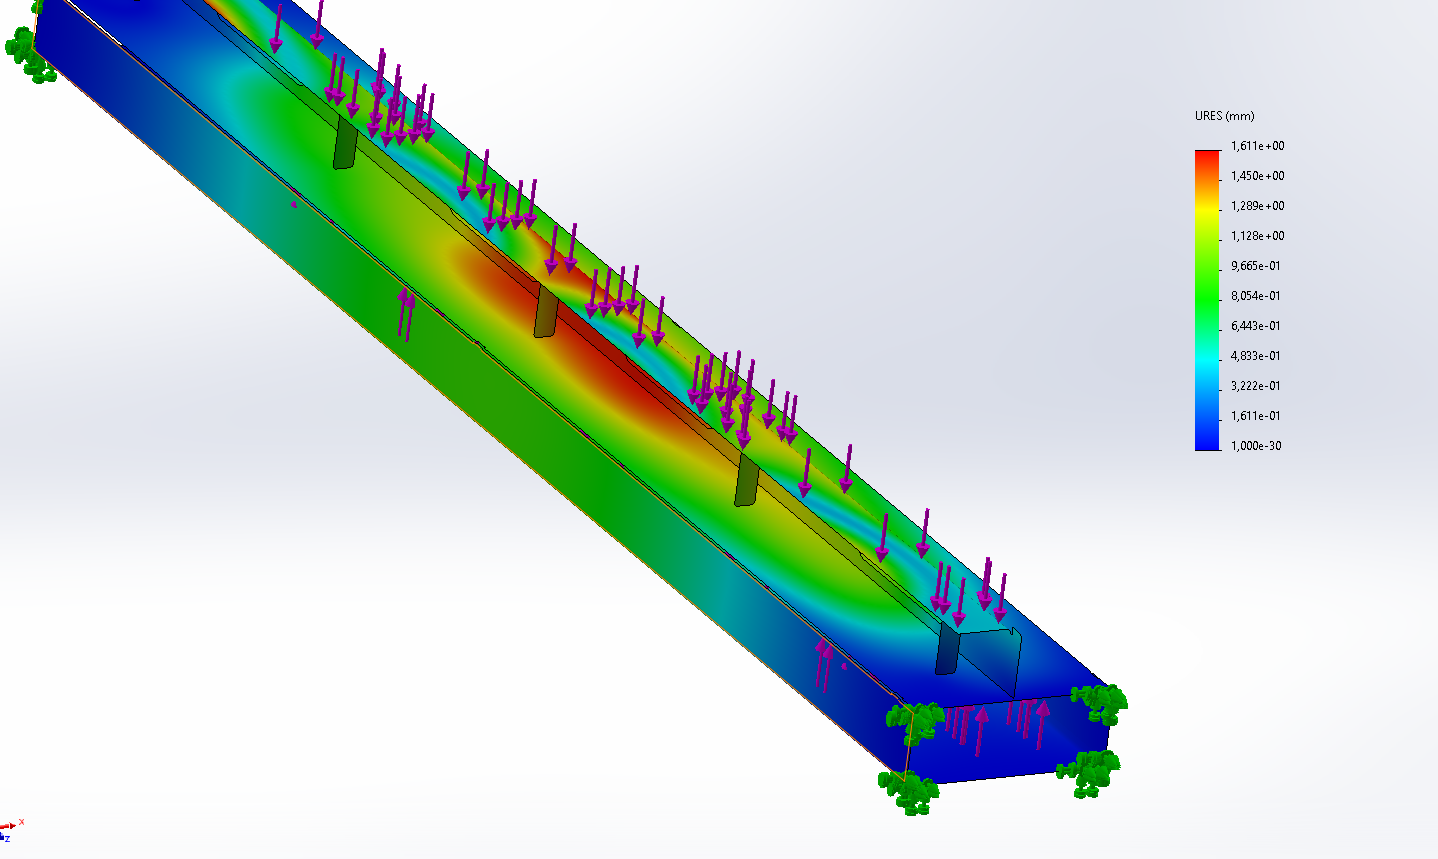 URES (mm)
1,611e+00
1,450e+00
1,289e+00
1,128e+00
9,665e-01
8,054e-01
6,443e-01
4,833e-01
3,222e-01
1,611e-01
1,000e-30
x
z